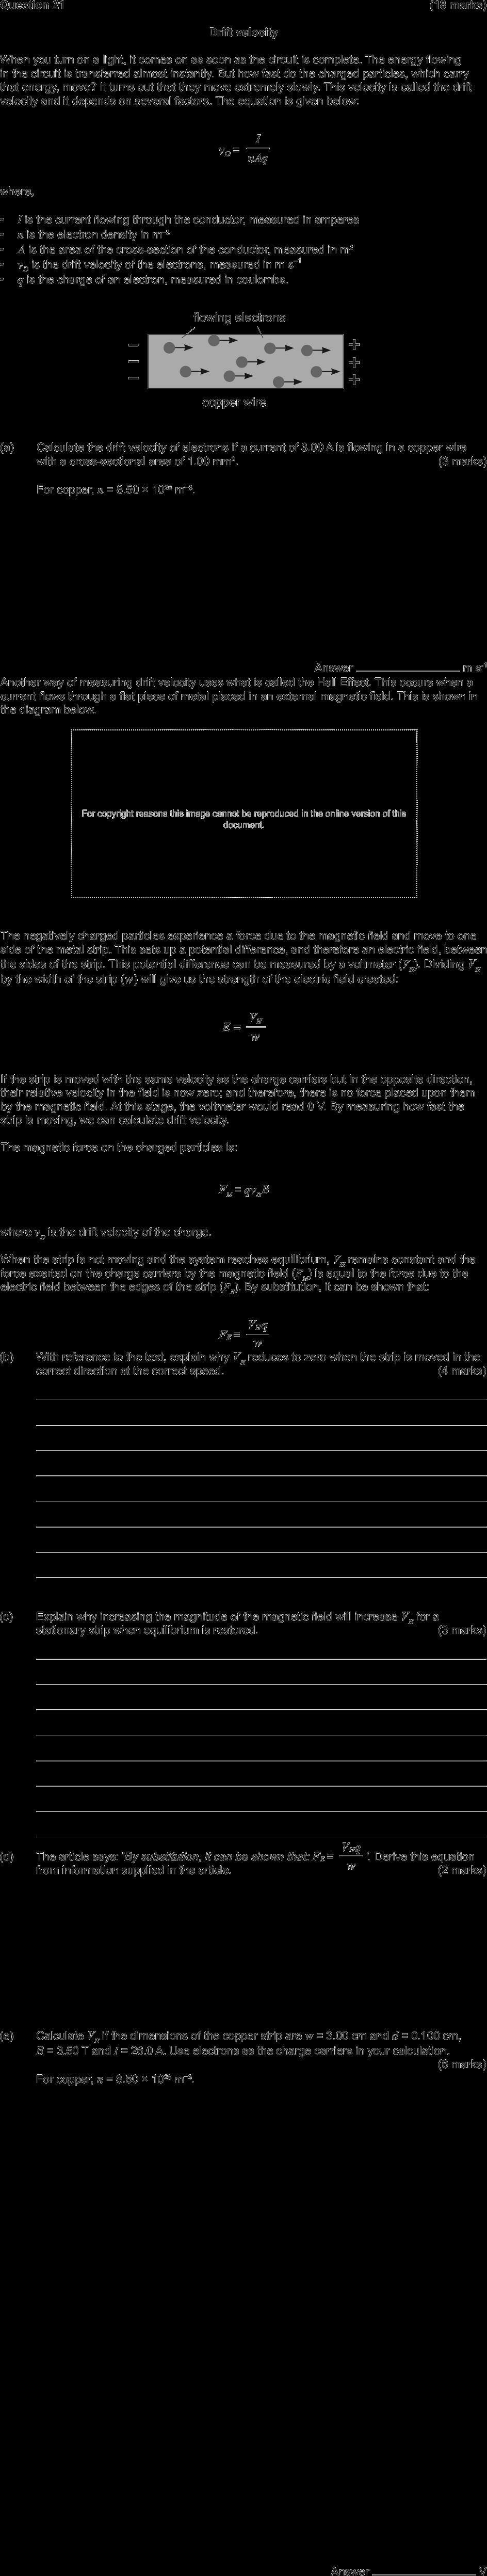 Question 21 (18 marks)
Drift velocity
When you turn on a light, it comes on as soon as the circuit is complete. The energy flowing
in the circuit is transferred almost instantly. But how fast do the charged particles, which carry
that energy, move? It turns out that they move extremely slowly. This velocity is called the drift
velocity and it depends on several factors. The equation is given below:
v_D = I / nAq
where,
• I is the current flowing through the conductor, measured in amperes
• n is the electron density in m⁻³
• A is the area of the cross-section of the conductor, measured in m²
• v_D is the drift velocity of the electrons, measured in m s⁻¹
• q is the charge of an electron, measured in coulombs.
flowing electrons
– +
– +
– +
copper wire
(a) Calculate the drift velocity of electrons if a current of 3.00 A is flowing in a copper wire
with a cross-sectional area of 1.00 mm². (3 marks)
For copper, n = 8.50 × 10²⁸ m⁻³.
Answer ____________ m s⁻¹
Another way of measuring drift velocity uses what is called the Hall Effect. This occurs when a
current flows through a flat piece of metal placed in an external magnetic field. This is shown in
the diagram below.
For copyright reasons this image cannot be reproduced in the online version of this
document.
The negatively charged particles experience a force due to the magnetic field and move to one
side of the metal strip. This sets up a potential difference, and therefore an electric field, between
the sides of the strip. This potential difference can be measured by a voltmeter (V_H). Dividing V_H
by the width of the strip (w) will give us the strength of the electric field created:
E = V_H / w
If the strip is moved with the same velocity as the charge carriers but in the opposite direction,
their relative velocity in the field is now zero; and therefore, there is no force placed upon them
by the magnetic field. At this stage, the voltmeter would read 0 V. By measuring how fast the
strip is moving, we can calculate drift velocity.
The magnetic force on the charged particles is:
F_M = qv_DB
where v_D is the drift velocity of the charge.
When the strip is not moving and the system reaches equilibrium, V_H remains constant and the
force exerted on the charge carriers by the magnetic field (F_M) is equal to the force due to the
electric field between the edges of the strip (F_E). By substitution, it can be shown that:
F_E = V_Hq / w
(b) With reference to the text, explain why V_H reduces to zero when the strip is moved in the
correct direction at the correct speed. (4 marks)
(c) Explain why increasing the magnitude of the magnetic field will increase V_H for a
stationary strip when equilibrium is restored. (3 marks)
(d) The article says: 'By substitution, it can be shown that: F_E = V_Hq / w '. Derive this equation
from information supplied in the article. (2 marks)
(e) Calculate V_H if the dimensions of the copper strip are w = 3.00 cm and d = 0.100 cm,
B = 3.50 T and I = 28.0 A. Use electrons as the charge carriers in your calculation.
(6 marks)
For copper, n = 8.50 × 10²⁸ m⁻³.
Answer ____________ V